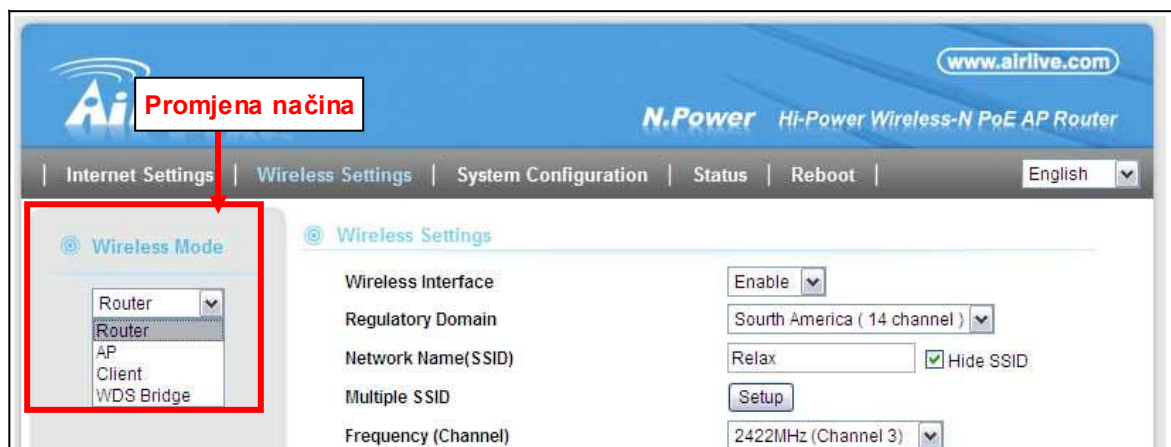 www.airlive.com
Ai
Promjena načina
N.Power Hi-Power Wireless-N PoE AP Router
| Internet Settings | Wireless Settings | System Configuration | Status | Reboot | English
Wireless Mode
Router
Router
AP
Client
WDS Bridge
Wireless Settings
Wireless Interface Enable
Regulatory Domain Sourth America ( 14 channel )
Network Name(SSID) Relax Hide SSID
Multiple SSID Setup
Frequency (Channel) 2422MHz (Channel 3)